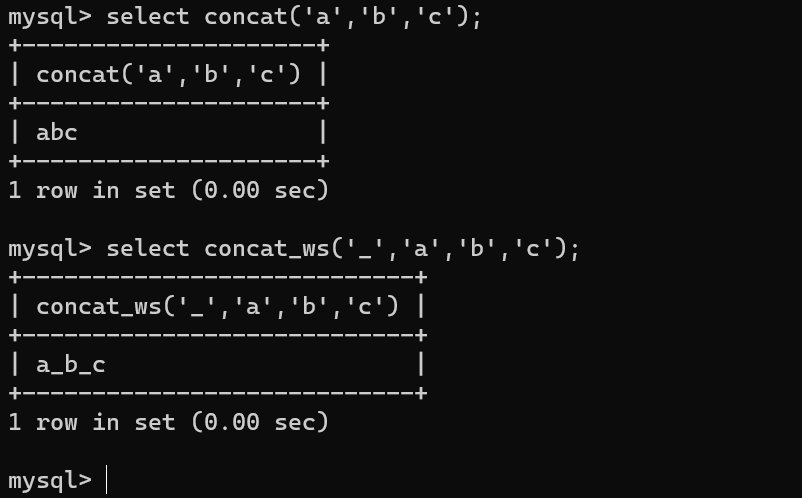 mysql> select concat('a','b','c');
+---------------------+
| concat('a','b','c') |
+---------------------+
| abc                 |
+---------------------+
1 row in set (0.00 sec)

mysql> select concat_ws('_','a','b','c');
+----------------------------+
| concat_ws('_','a','b','c') |
+----------------------------+
| a_b_c                      |
+----------------------------+
1 row in set (0.00 sec)

mysql>